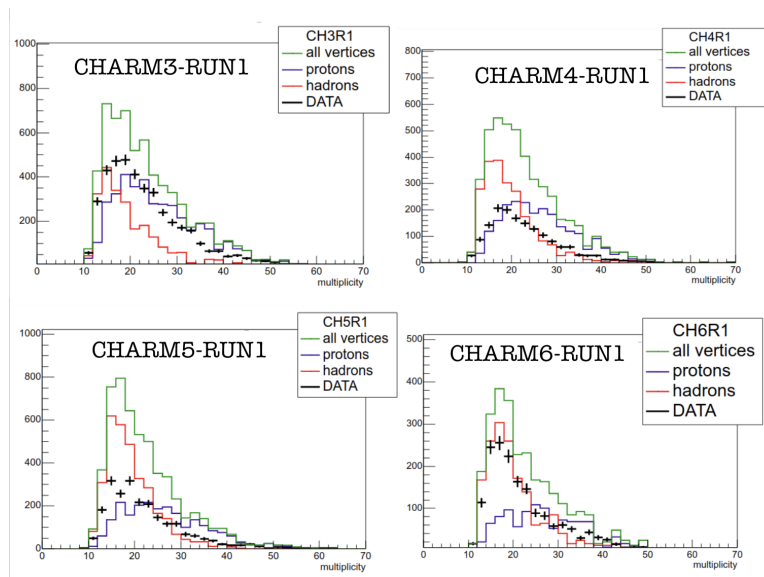 CH3R1
all vertices
protons
hadrons
DATA
CHARM3-RUN1
1000
800
600
400
200
0
0 10 20 30 40 50 60 70
multiplicity
CH4R1
all vertices
protons
hadrons
DATA
CHARM4-RUN1
800
700
600
500
400
300
200
100
0
0 10 20 30 40 50 60 70
multiplicity
CH5R1
all vertices
protons
hadrons
DATA
CHARM5-RUN1
1000
800
600
400
200
0
0 10 20 30 40 50 60 70
multiplicity
CH6R1
all vertices
protons
hadrons
DATA
CHARM6-RUN1
500
400
300
200
100
0
0 10 20 30 40 50 60 70
multiplicity